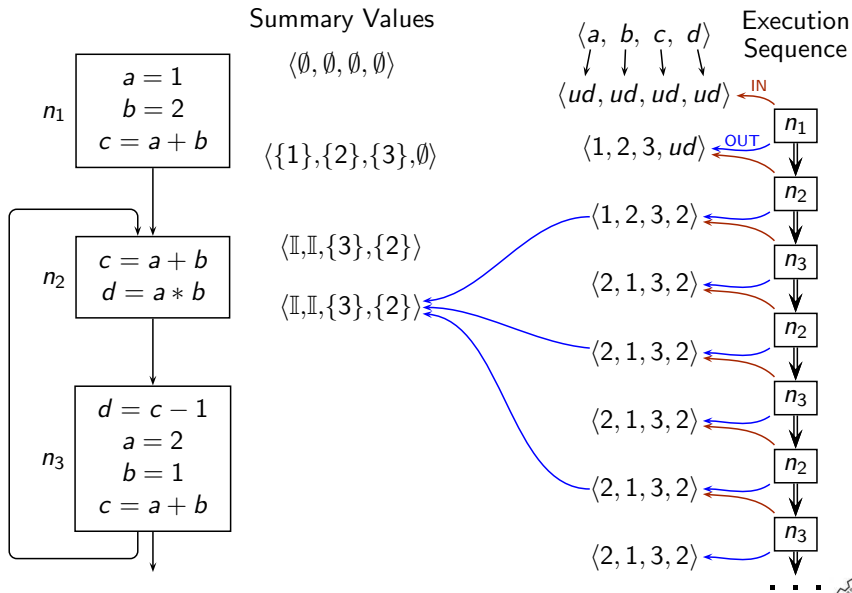 Summary Values
⟨a, b, c, d⟩
Execution
Sequence
⟨∅, ∅, ∅, ∅⟩
⟨ud, ud, ud, ud⟩
IN
n₁
a = 1
b = 2
c = a + b
n₁
⟨{1},{2},{3},∅⟩
⟨1, 2, 3, ud⟩
OUT
n₂
⟨1, 2, 3, 2⟩
n₂
c = a + b
d = a ∗ b
⟨𝕀,𝕀,{3},{2}⟩
n₃
⟨2, 1, 3, 2⟩
⟨𝕀,𝕀,{3},{2}⟩
n₂
⟨2, 1, 3, 2⟩
n₃
d = c − 1
a = 2
b = 1
c = a + b
n₃
⟨2, 1, 3, 2⟩
n₂
⟨2, 1, 3, 2⟩
n₃
⟨2, 1, 3, 2⟩
. . .